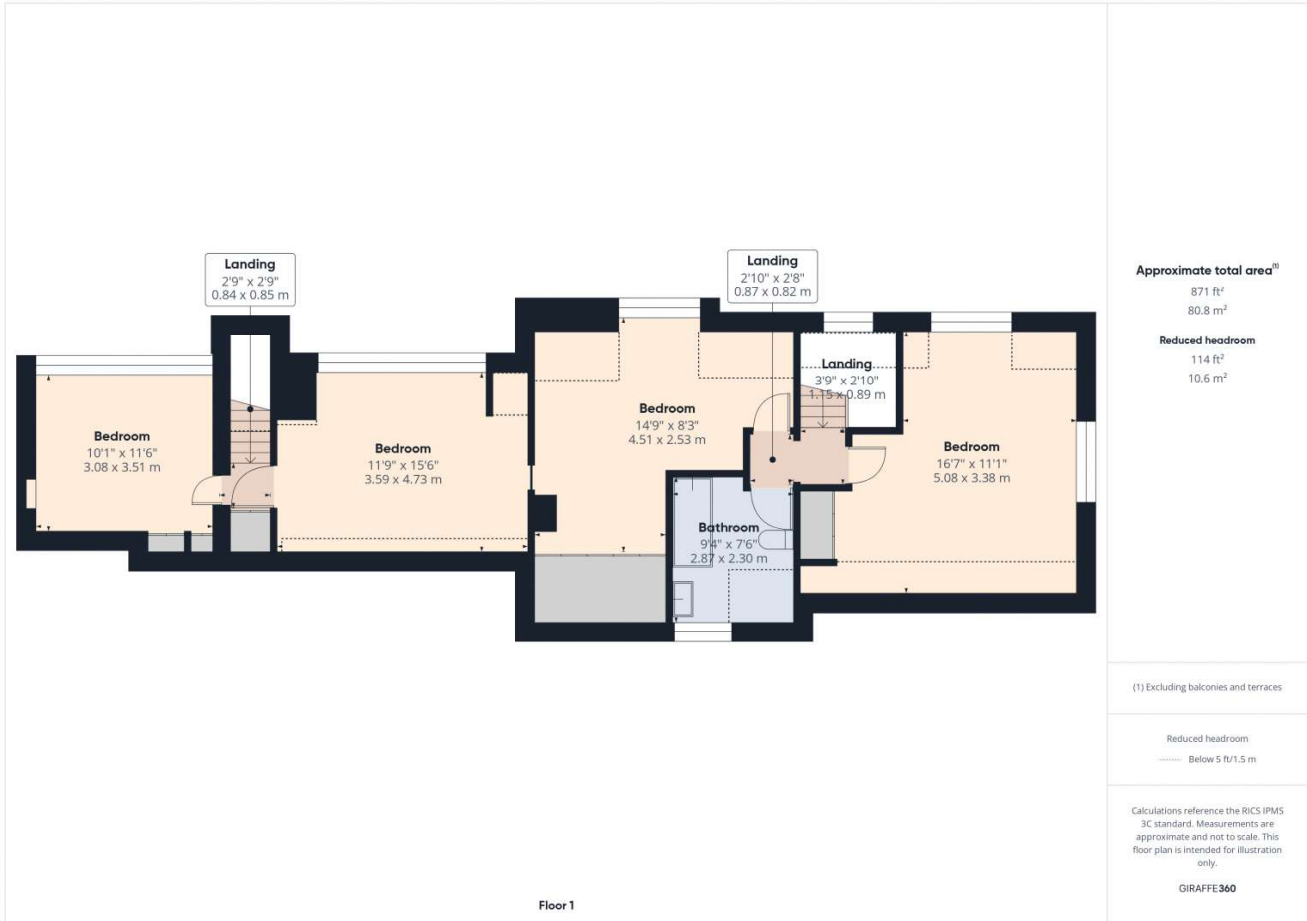 Landing
2'9" x 2'9"
0.84 x 0.85 m
Landing
2'10" x 2'8"
0.87 x 0.82 m
Landing
3'9" x 2'10"
1.15 x 0.89 m
Bedroom
10'1" x 11'6"
3.08 x 3.51 m
Bedroom
11'9" x 15'6"
3.59 x 4.73 m
Bedroom
14'9" x 8'3"
4.51 x 2.53 m
Bedroom
16'7" x 11'1"
5.08 x 3.38 m
Bathroom
9'4" x 7'6"
2.87 x 2.30 m
Floor 1
Approximate total area(1)
871 ft²
80.8 m²
Reduced headroom
114 ft²
10.6 m²
(1) Excluding balconies and terraces
Reduced headroom
Below 5 ft/1.5 m
Calculations reference the RICS IPMS
3C standard. Measurements are
approximate and not to scale. This
floor plan is intended for illustration
only.
GIRAFFE360